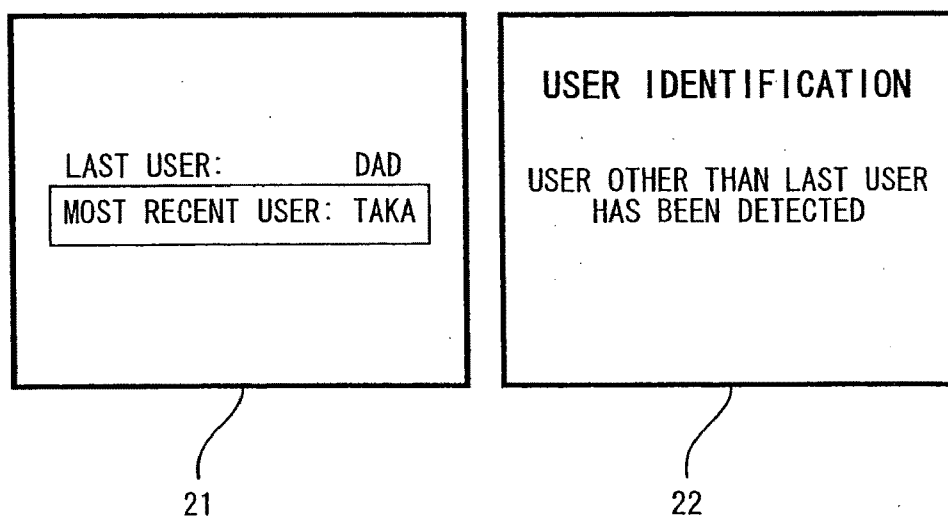 LAST USER: DAD
MOST RECENT USER: TAKA
USER IDENTIFICATION
USER OTHER THAN LAST USER
HAS BEEN DETECTED
21
22